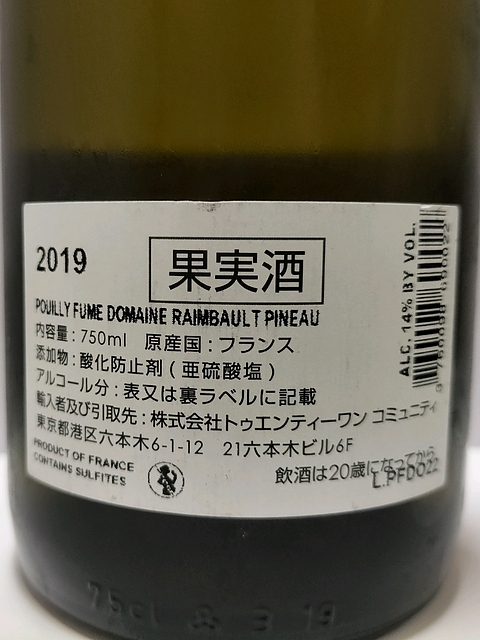 2019
果実酒
POUILLY FUME DOMAINE RAIMBAULT PINEAU
内容量:750ml 原産国:フランス
添加物:酸化防止剤(亜硫酸塩)
アルコール分:表又は裏ラベルに記載
輸入者及び引取先:株式会社トゥエンティーワン コミュニティ
東京都港区六本木6-1-12 21六本木ビル6F
PRODUCT OF FRANCE
CONTAINS SULFITES
飲酒は20歳になってから
L.PFDO22
ALC. 14% BY VOL.
75cl 3 19